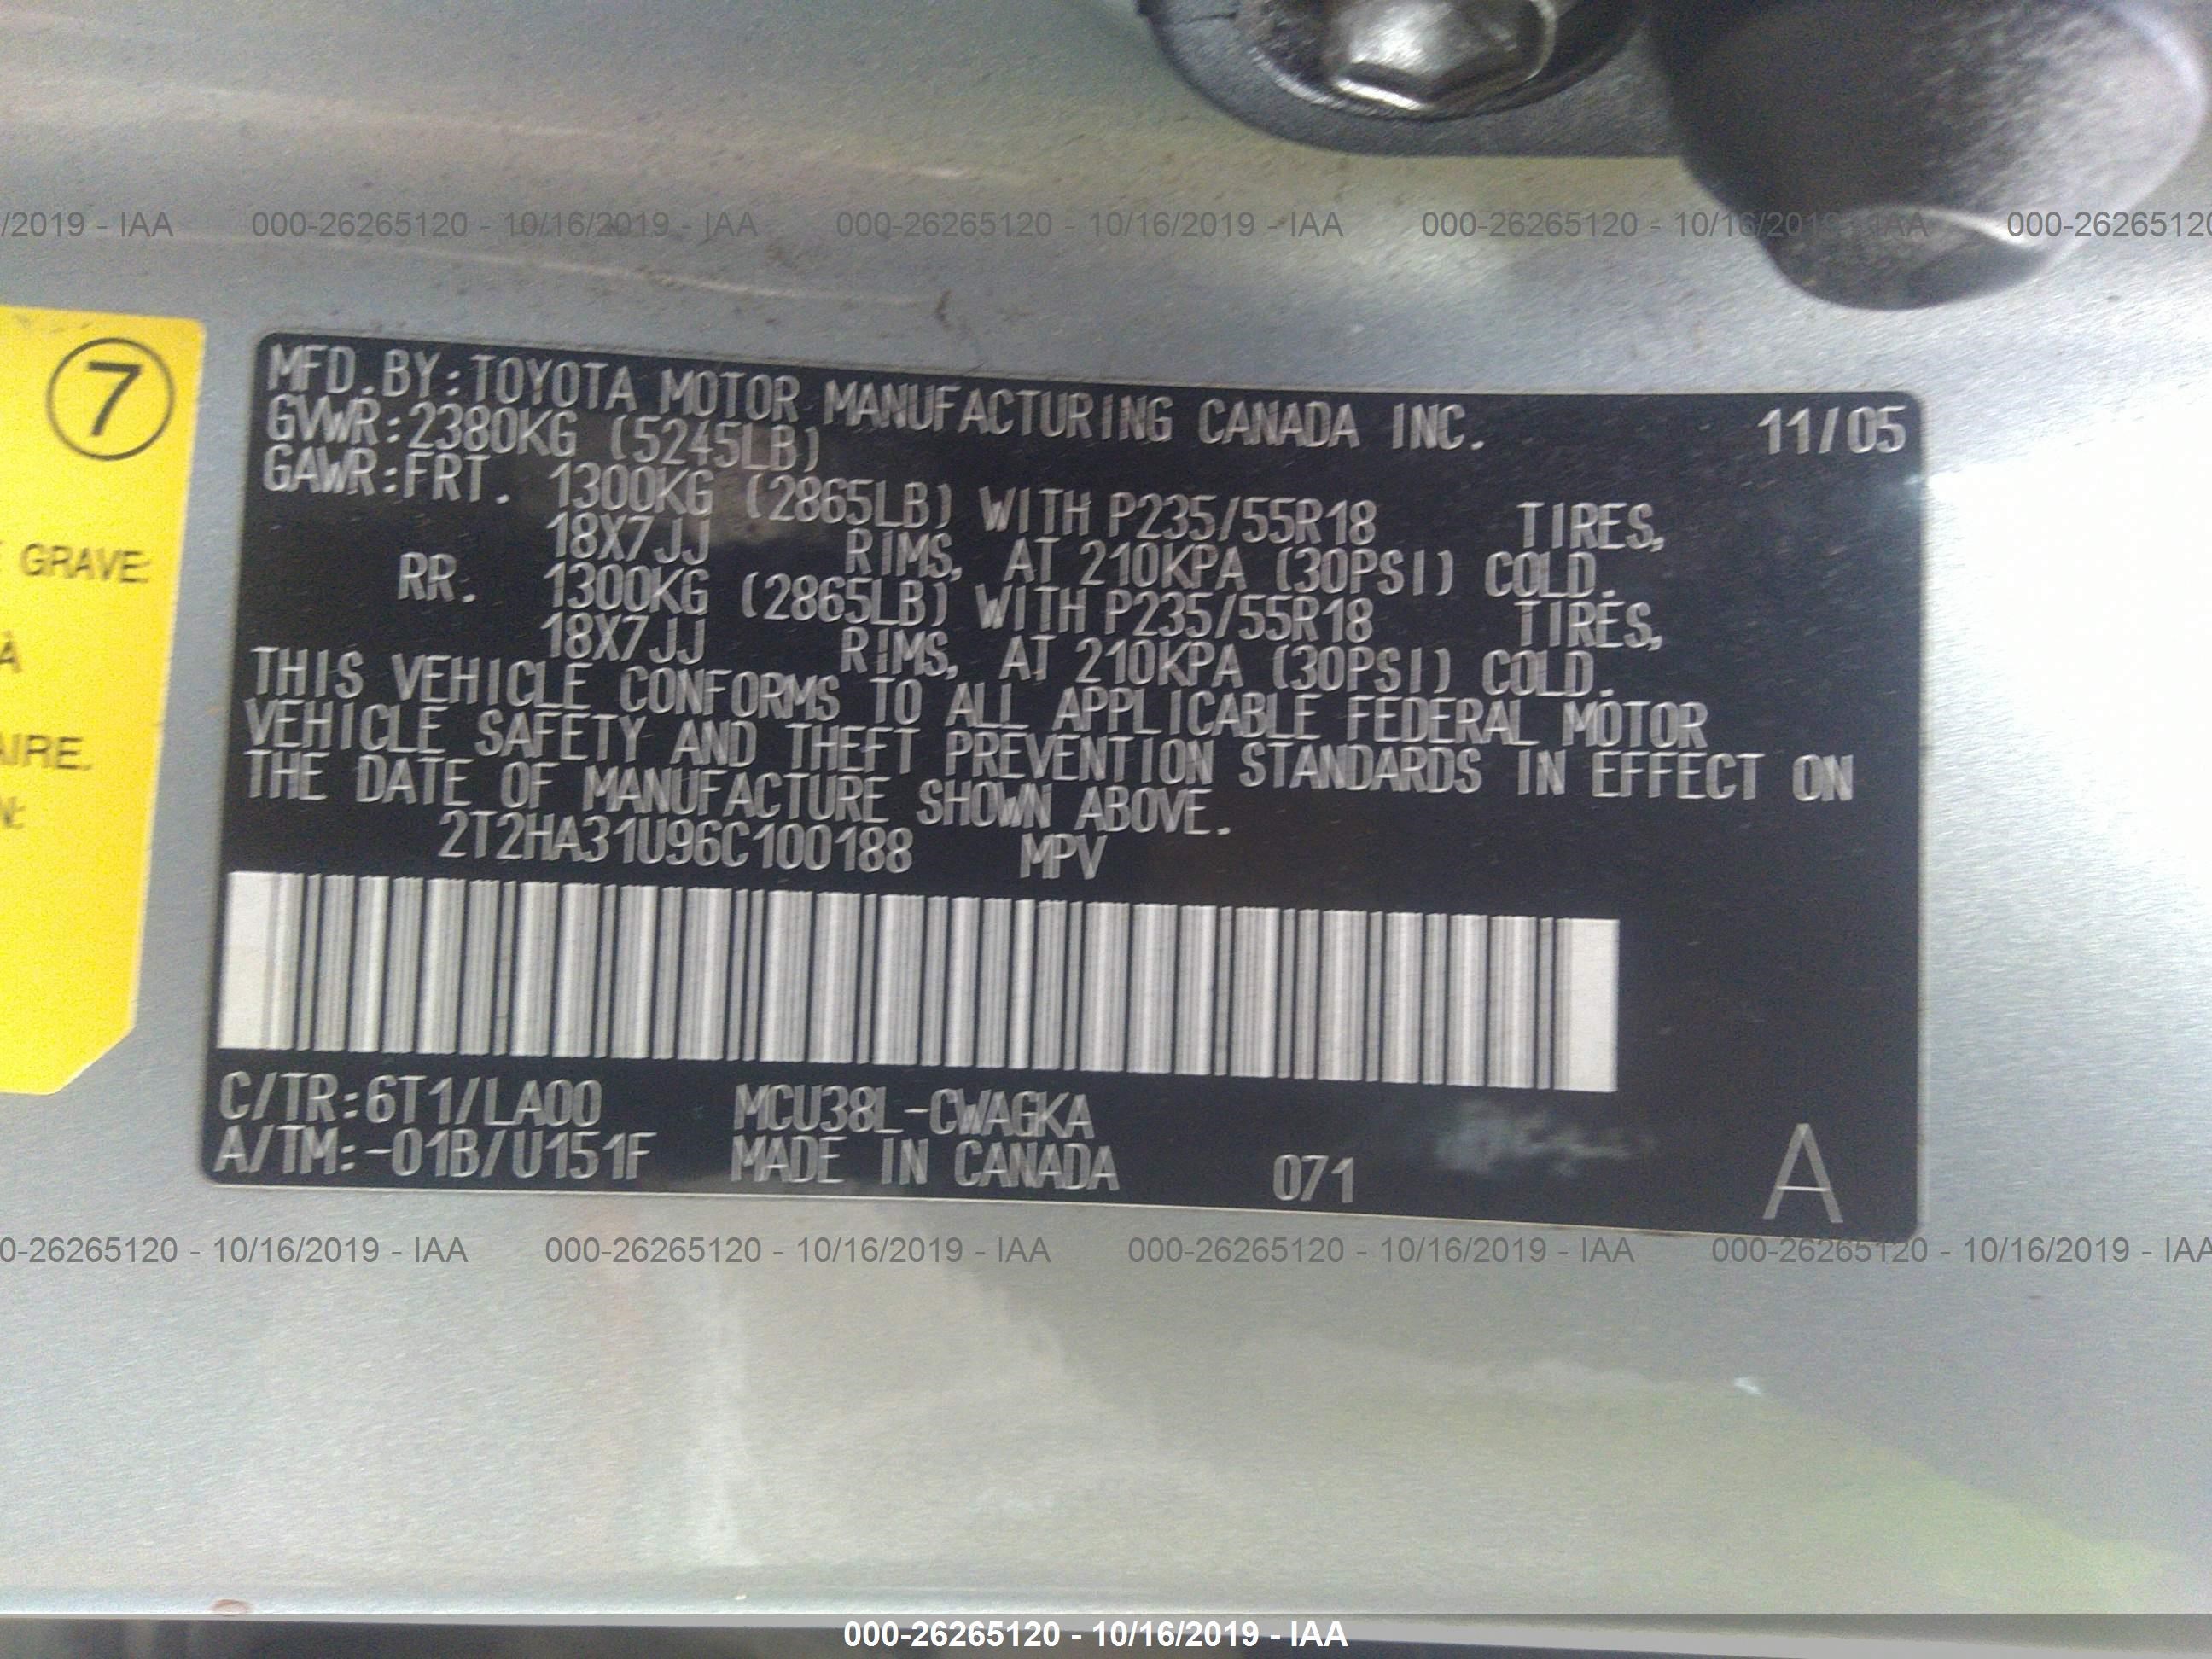 /2019 - IAA 000-26265120 - 10/16/2019 - IAA 000-26265120 - 10/16/2019 - IAA 000-26265120 - 10/16/2019 - IAA 000-26265120
7
E GRAVE:
À
AIRE.
N:
MFD.BY:TOYOTA MOTOR MANUFACTURING CANADA INC. 11/05
GVWR:2380KG (5245LB)
GAWR:FRT. 1300KG (2865LB) WITH P235/55R18 TIRES,
18X7JJ RIMS, AT 210KPA (30PSI) COLD.
RR. 1300KG (2865LB) WITH P235/55R18 TIRES,
18X7JJ RIMS, AT 210KPA (30PSI) COLD.
THIS VEHICLE CONFORMS TO ALL APPLICABLE FEDERAL MOTOR
VEHICLE SAFETY AND THEFT PREVENTION STANDARDS IN EFFECT ON
THE DATE OF MANUFACTURE SHOWN ABOVE.
2T2HA31U96C100188 MPV
C/TR:6T1/LA00 MCU38L-CWAGKA
A/TM:-01B/U151F MADE IN CANADA 071 A
0-26265120 - 10/16/2019 - IAA 000-26265120 - 10/16/2019 - IAA 000-26265120 - 10/16/2019 - IAA 000-26265120 - 10/16/2019 - IAA
000-26265120 - 10/16/2019 - IAA